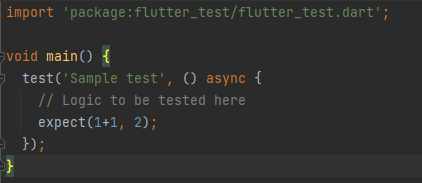 import 'package:flutter_test/flutter_test.dart';
void main() {
test('Sample test', () async {
// Logic to be tested here
expect(1+1, 2);
});
}